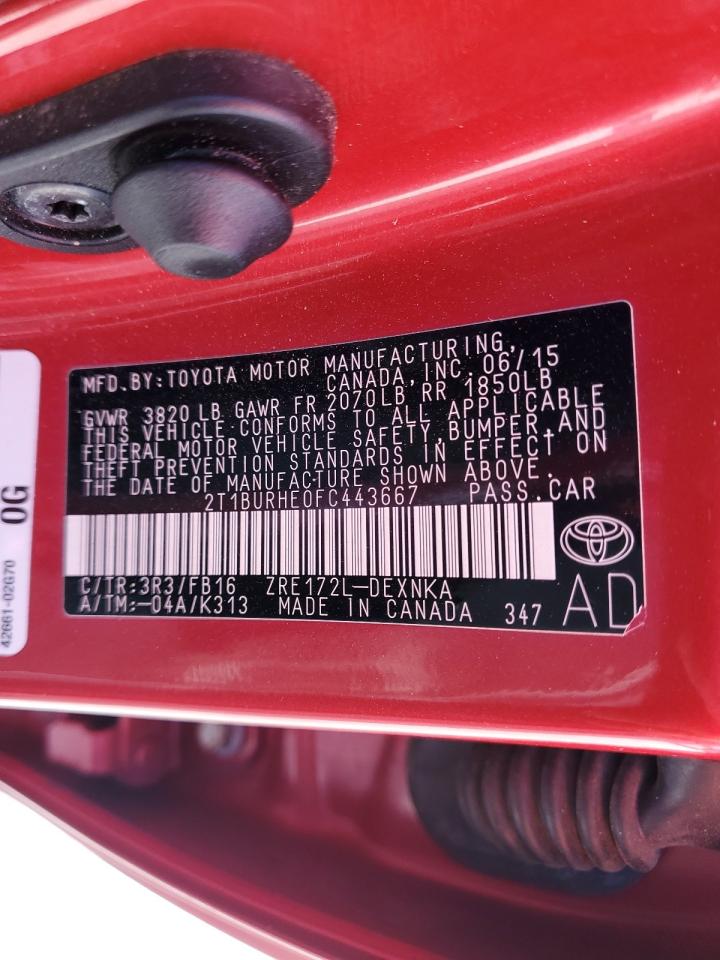 MFD.BY:TOYOTA MOTOR MANUFACTURING,
CANADA,INC. 06/15
GVWR 3820 LB GAWR FR 2070LB RR 1850LB
THIS VEHICLE CONFORMS TO ALL APPLICABLE
FEDERAL MOTOR VEHICLE SAFETY,BUMPER,AND
THEFT PREVENTION STANDARDS IN EFFECT ON
THE DATE OF MANUFACTURE SHOWN ABOVE.
2T1BURHE0FC443667 PASS.CAR
C/TR:3R3/FB16 ZRE172L-DEXNKA
A/TM:-04A/K313 MADE IN CANADA 347
AD
0G
42661-02G70